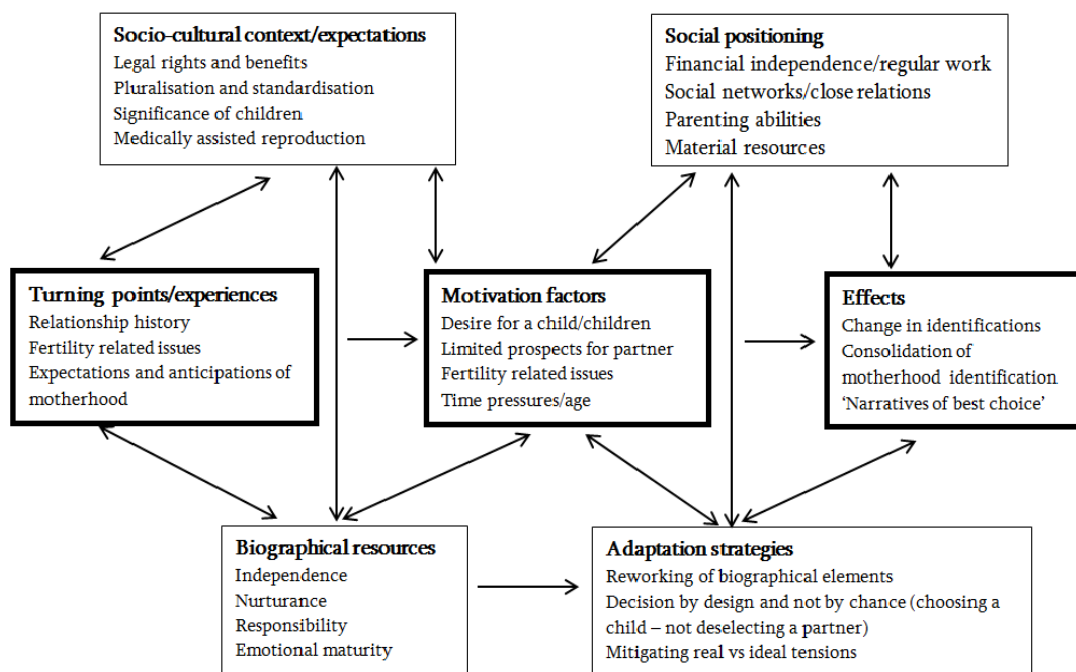 Socio-cultural context/expectations
Legal rights and benefits
Pluralisation and standardisation
Significance of children
Medically assisted reproduction
Social positioning
Financial independence/regular work
Social networks/close relations
Parenting abilities
Material resources
Turning points/experiences
Relationship history
Fertility related issues
Expectations and anticipations of
motherhood
Motivation factors
Desire for a child/children
Limited prospects for partner
Fertility related issues
Time pressures/age
Effects
Change in identifications
Consolidation of
motherhood identification
‘Narratives of best choice’
Biographical resources
Independence
Nurturance
Responsibility
Emotional maturity
Adaptation strategies
Reworking of biographical elements
Decision by design and not by chance (choosing a
child – not deselecting a partner)
Mitigating real vs ideal tensions